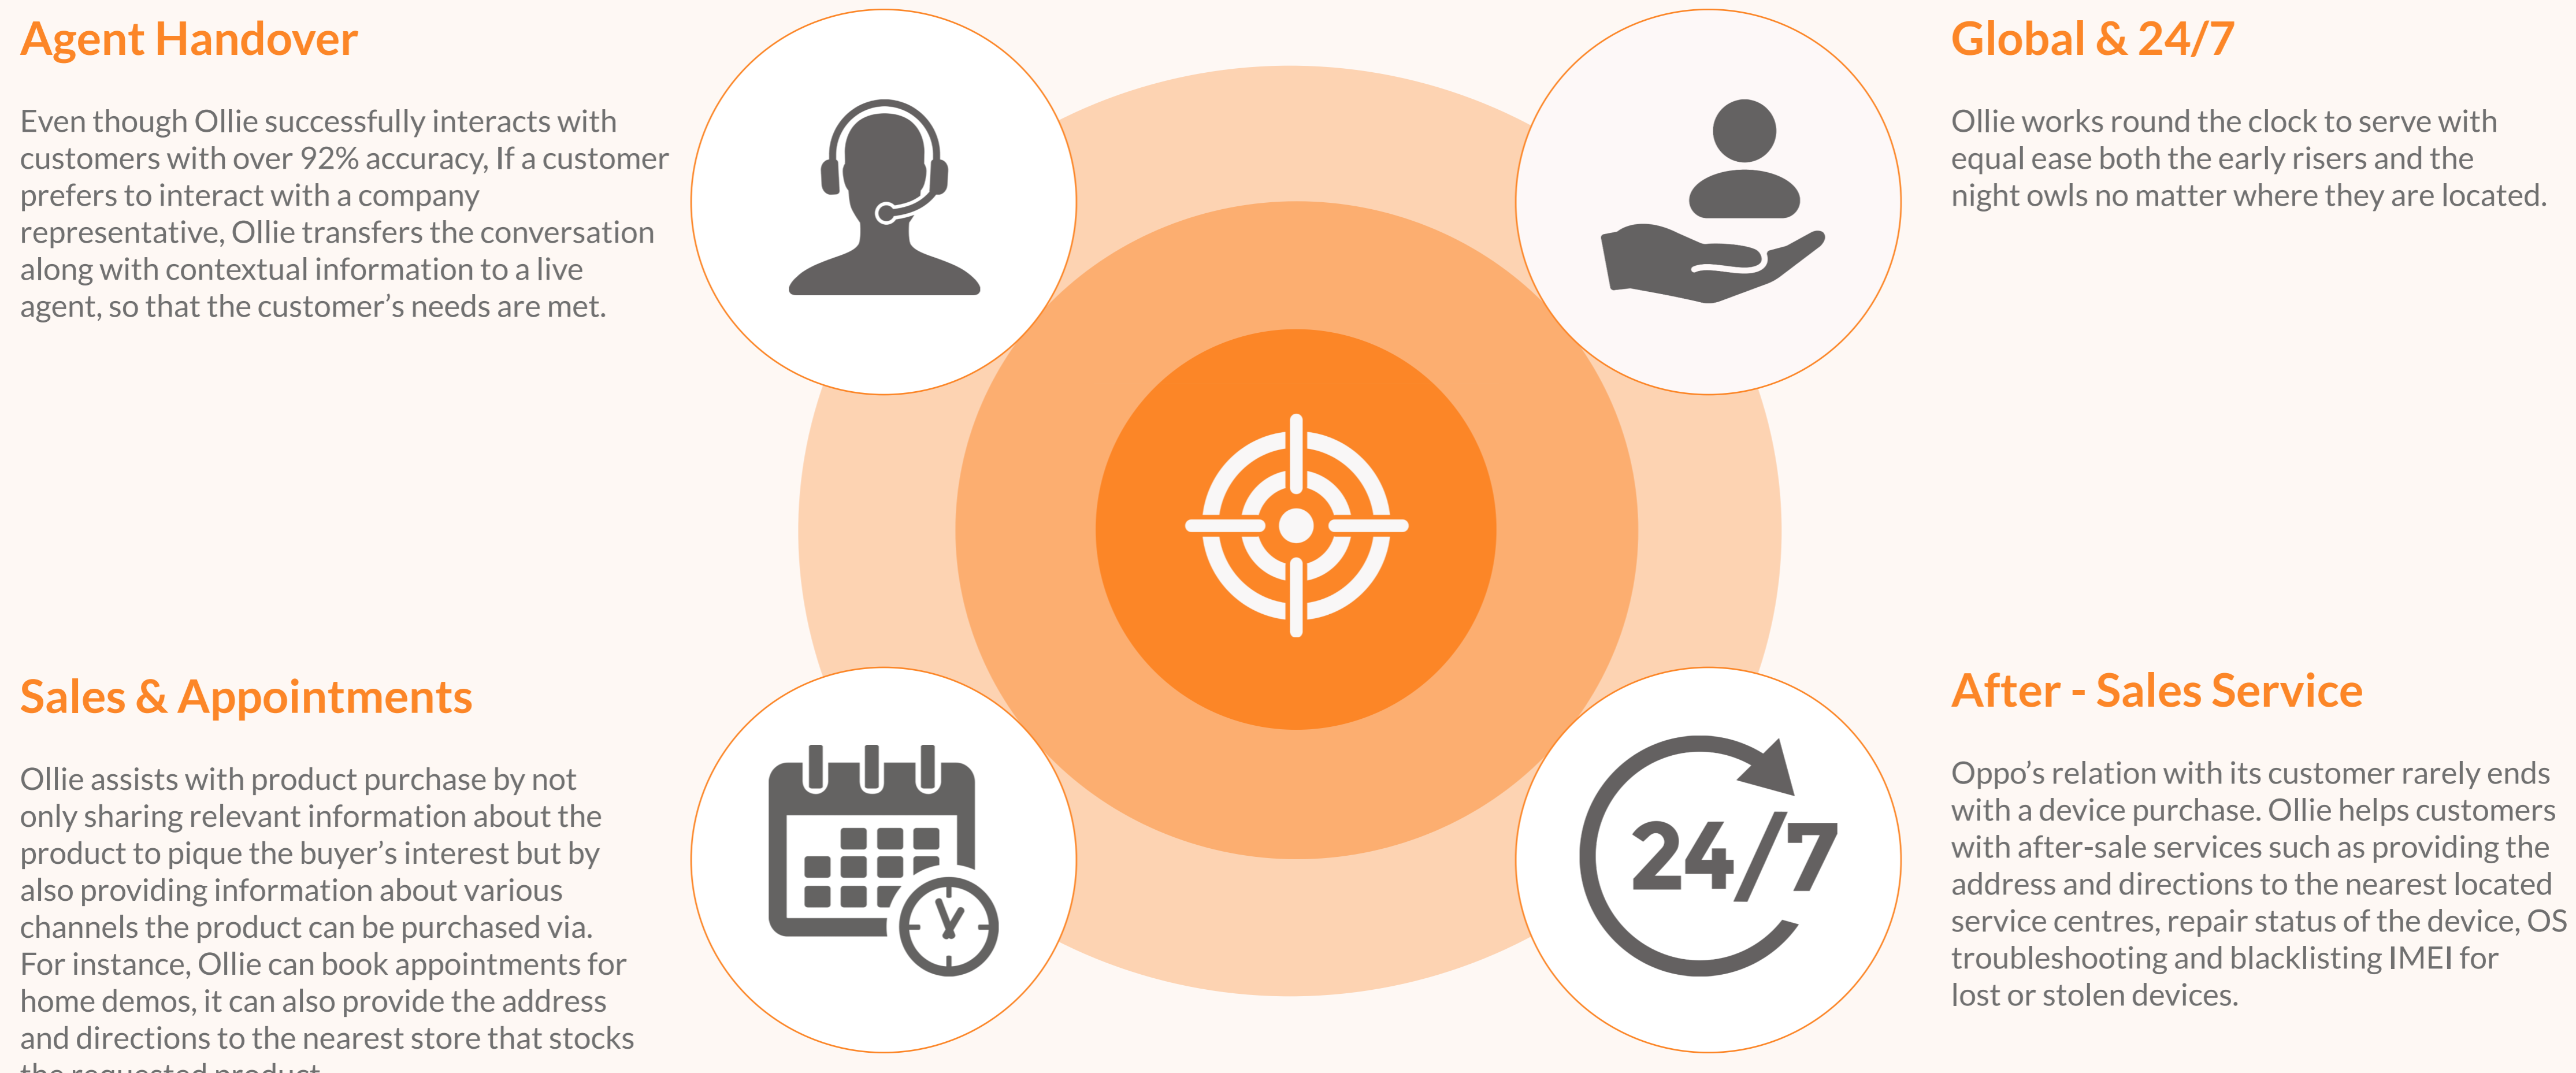 Agent Handover
Even though Ollie successfully interacts with
customers with over 92% accuracy, If a customer
prefers to interact with a company
representative, Ollie transfers the conversation
along with contextual information to a live
agent, so that the customer’s needs are met.
Global & 24/7
Ollie works round the clock to serve with
equal ease both the early risers and the
night owls no matter where they are located.
Sales & Appointments
Ollie assists with product purchase by not
only sharing relevant information about the
product to pique the buyer’s interest but by
also providing information about various
channels the product can be purchased via.
For instance, Ollie can book appointments for
home demos, it can also provide the address
and directions to the nearest store that stocks
the requested product
24/7
After - Sales Service
Oppo’s relation with its customer rarely ends
with a device purchase. Ollie helps customers
with after-sale services such as providing the
address and directions to the nearest located
service centres, repair status of the device, OS
troubleshooting and blacklisting IMEI for
lost or stolen devices.